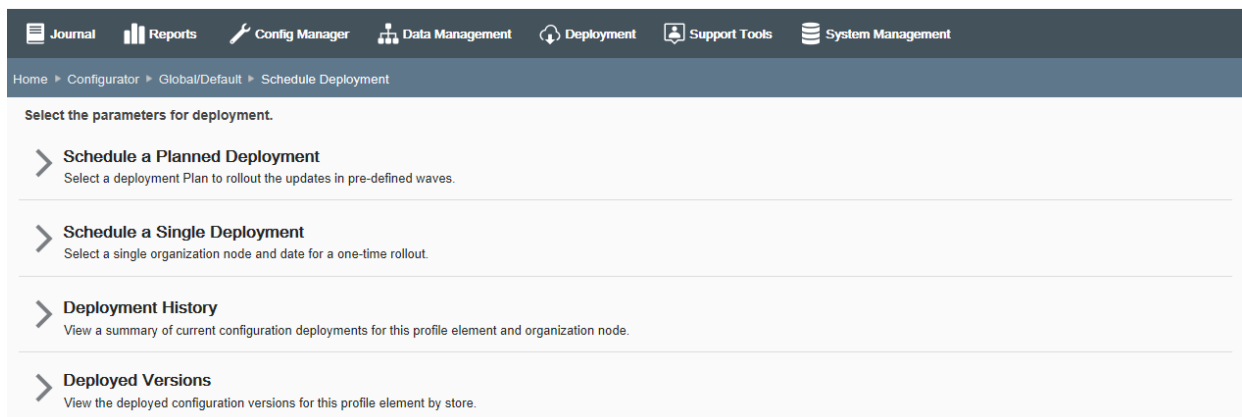 Journal Reports Config Manager Data Management Deployment Support Tools System Management
Home Configurator Global/Default Schedule Deployment
Select the parameters for deployment.
Schedule a Planned Deployment
Select a deployment Plan to rollout the updates in pre-defined waves.
Schedule a Single Deployment
Select a single organization node and date for a one-time rollout.
Deployment History
View a summary of current configuration deployments for this profile element and organization node.
Deployed Versions
View the deployed configuration versions for this profile element by store.